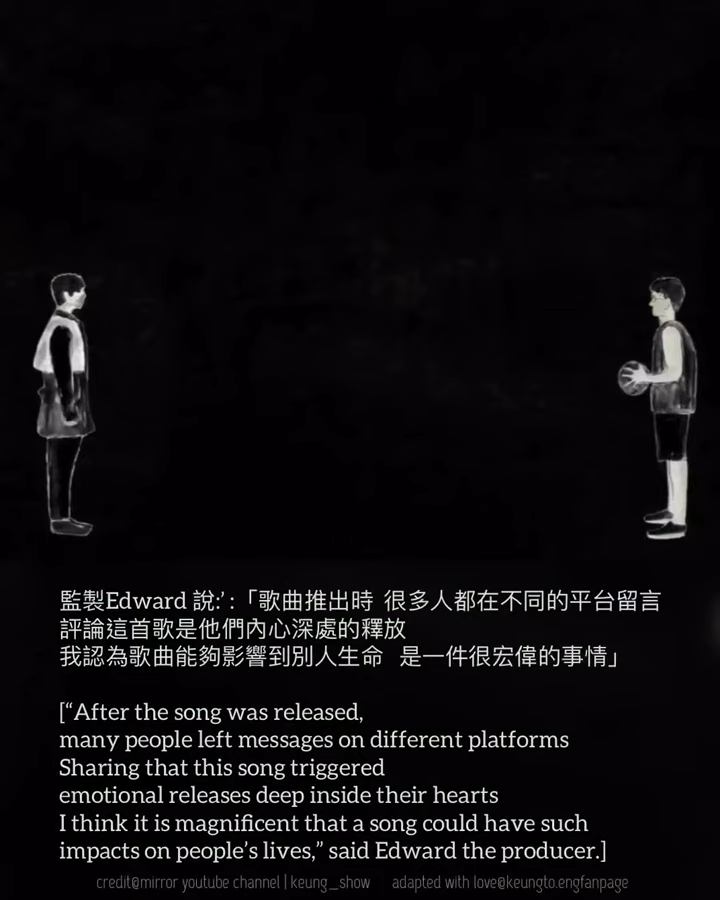 監製Edward 說:’ :「歌曲推出時 很多人都在不同的平台留言
評論這首歌是他們內心深處的釋放
我認為歌曲能夠影響到別人生命 是一件很宏偉的事情」
[“After the song was released,
many people left messages on different platforms
Sharing that this song triggered
emotional releases deep inside their hearts
I think it is magnificent that a song could have such
impacts on people’s lives,” said Edward the producer.]
credit@mirror youtube channel | keung_show adapted with love@keungto.engfanpage